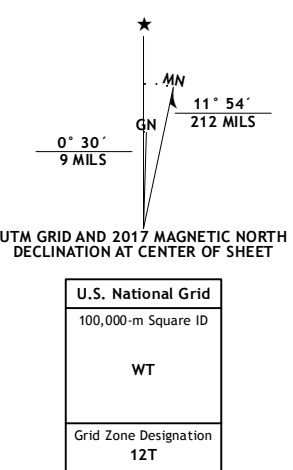 ★
MN
11° 54´
212 MILS
GN
0° 30´
9 MILS
UTM GRID AND 2017 MAGNETIC NORTH
DECLINATION AT CENTER OF SHEET
U.S. National Grid
100,000-m Square ID
WT
Grid Zone Designation
12T